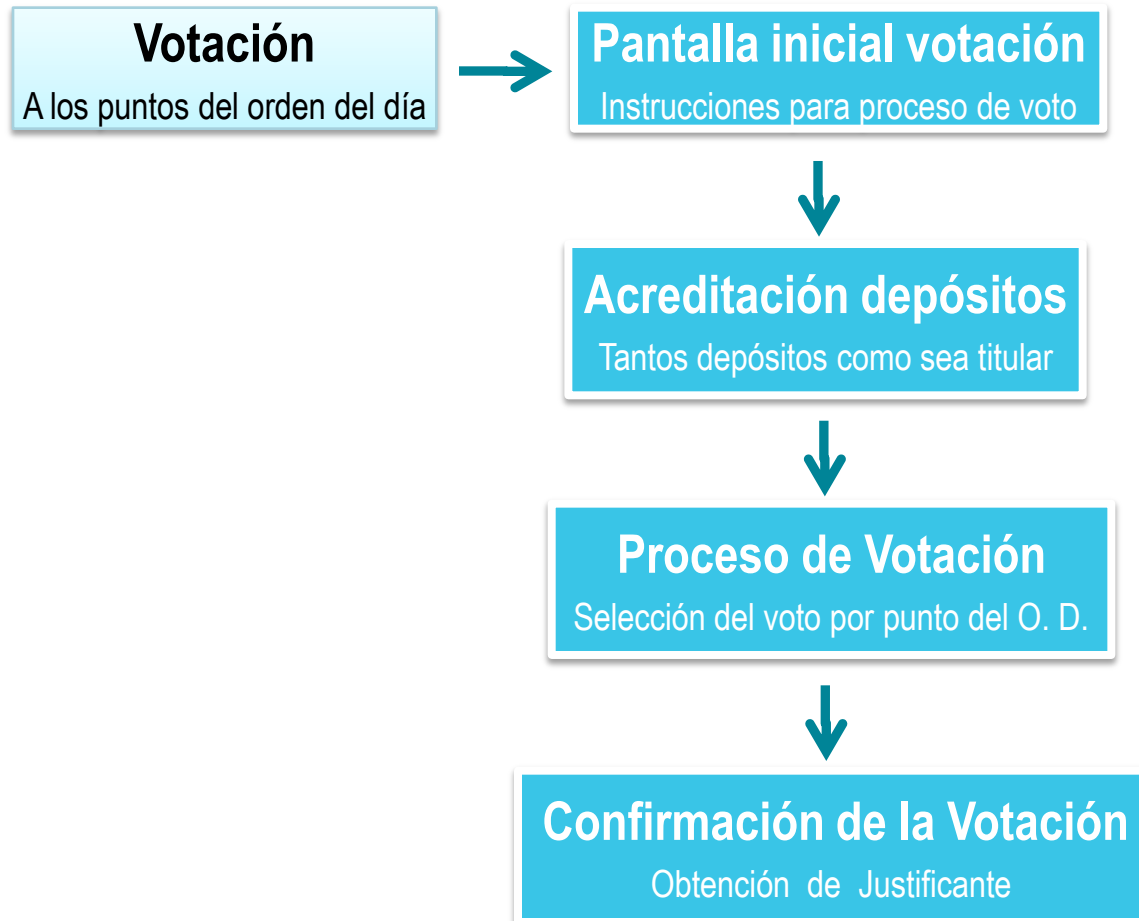 Votación
A los puntos del orden del día
Pantalla inicial votación
Instrucciones para proceso de voto
Acreditación depósitos
Tantos depósitos como sea titular
Proceso de Votación
Selección del voto por punto del O. D.
Confirmación de la Votación
Obtención de Justificante